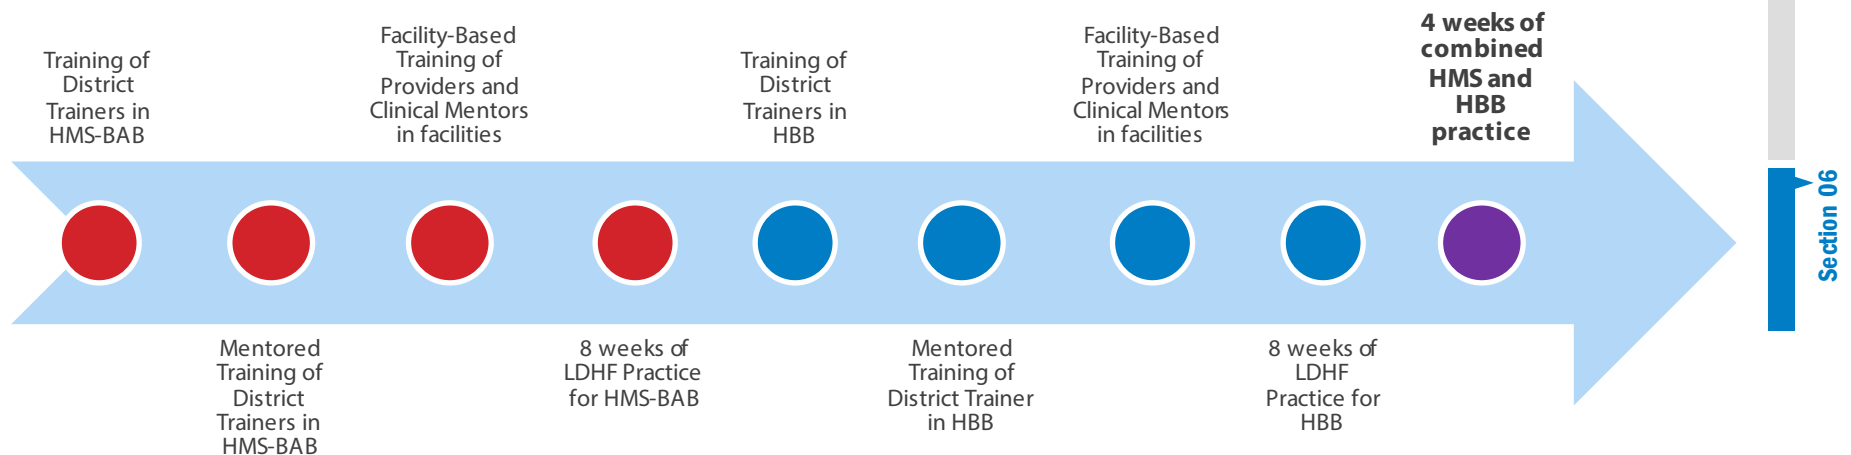 Training of
District
Trainers in
HMS-BAB
Mentored
Training of
District
Trainers in
HMS-BAB
Facility-Based
Training of
Providers and
Clinical Mentors
in facilities
8 weeks of
LDHF Practice
for HMS-BAB
Training of
District
Trainers in
HBB
Mentored
Training of
District Trainer
in HBB
Facility-Based
Training of
Providers and
Clinical Mentors
in facilities
8 weeks of
LDHF
Practice for
HBB
4 weeks of
combined
HMS and
HBB
practice
Section 06